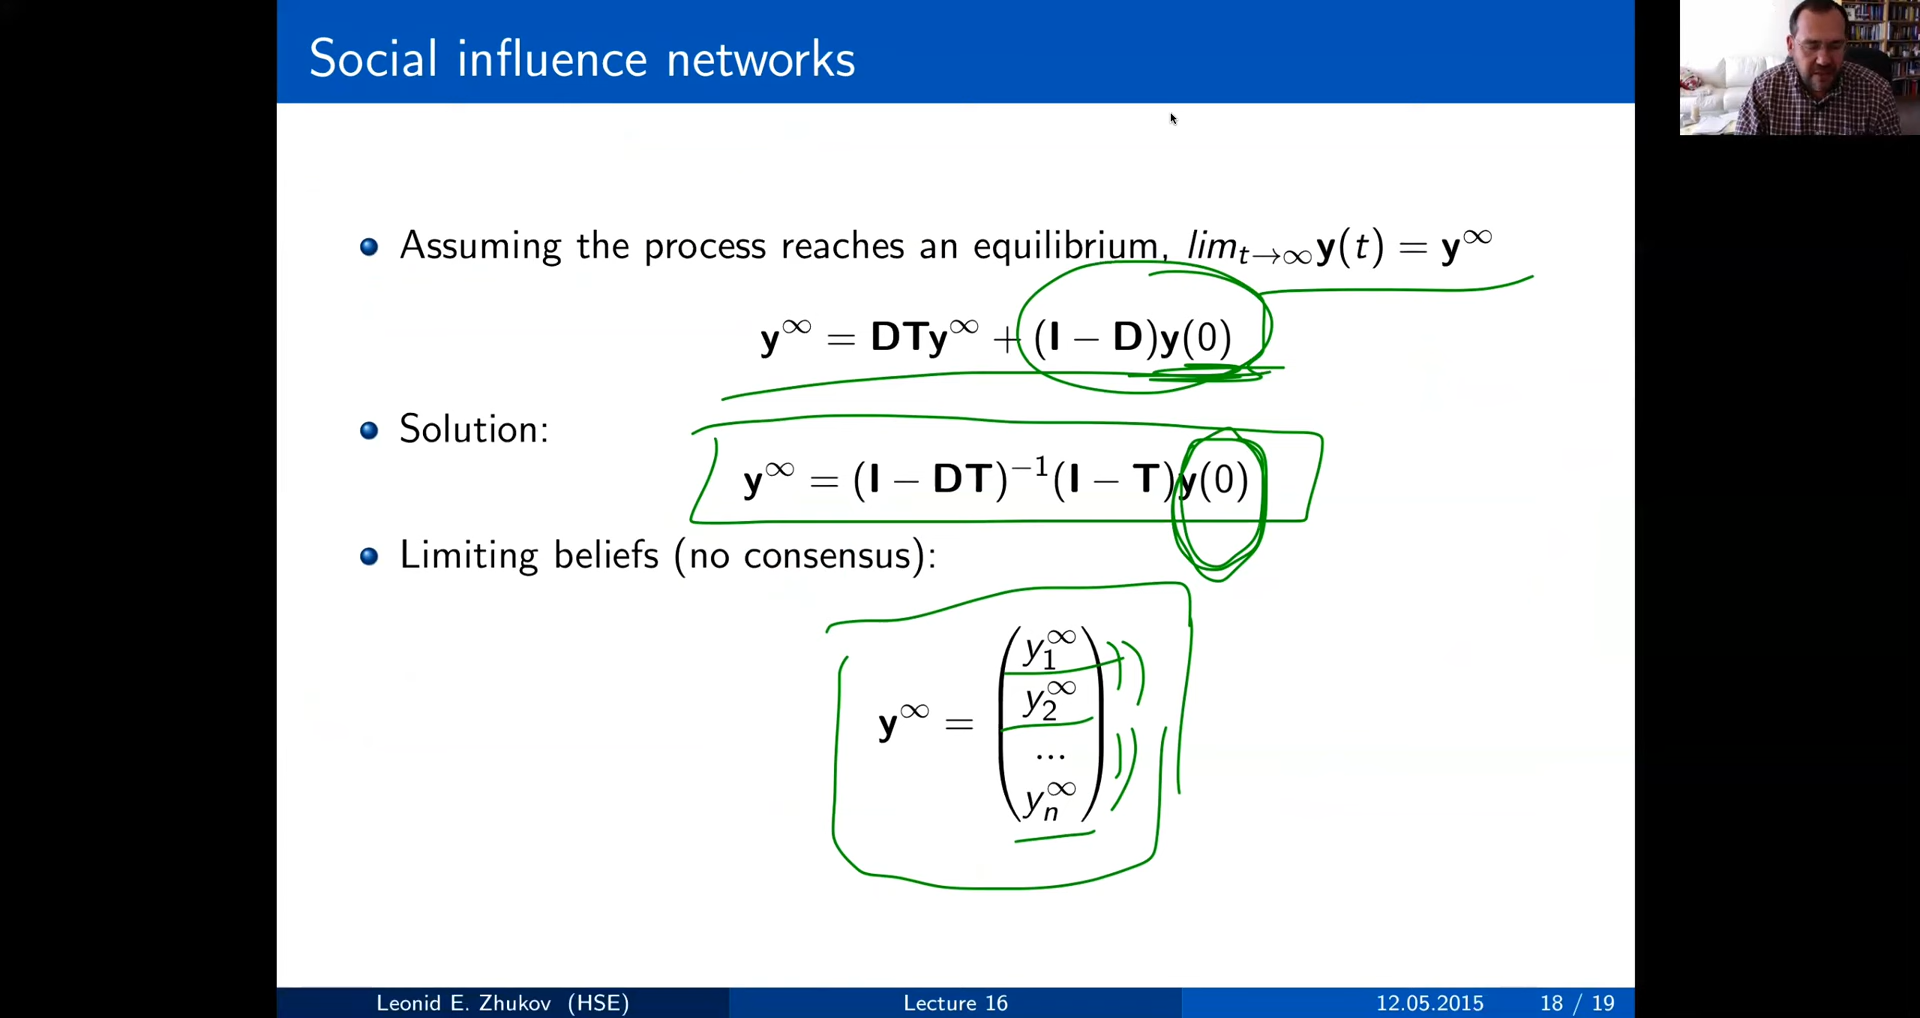 Social influence networks
Assuming the process reaches an equilibrium, lim_{t→∞} y(t) = y^∞
y^∞ = DTy^∞ + (I − D)y(0)
Solution:
y^∞ = (I − DT)^{−1}(I − T)y(0)
Limiting beliefs (no consensus):
y_1^∞
y_2^∞
y^∞ =
...
y_n^∞
Leonid E. Zhukov (HSE) Lecture 16 12.05.2015 18 / 19